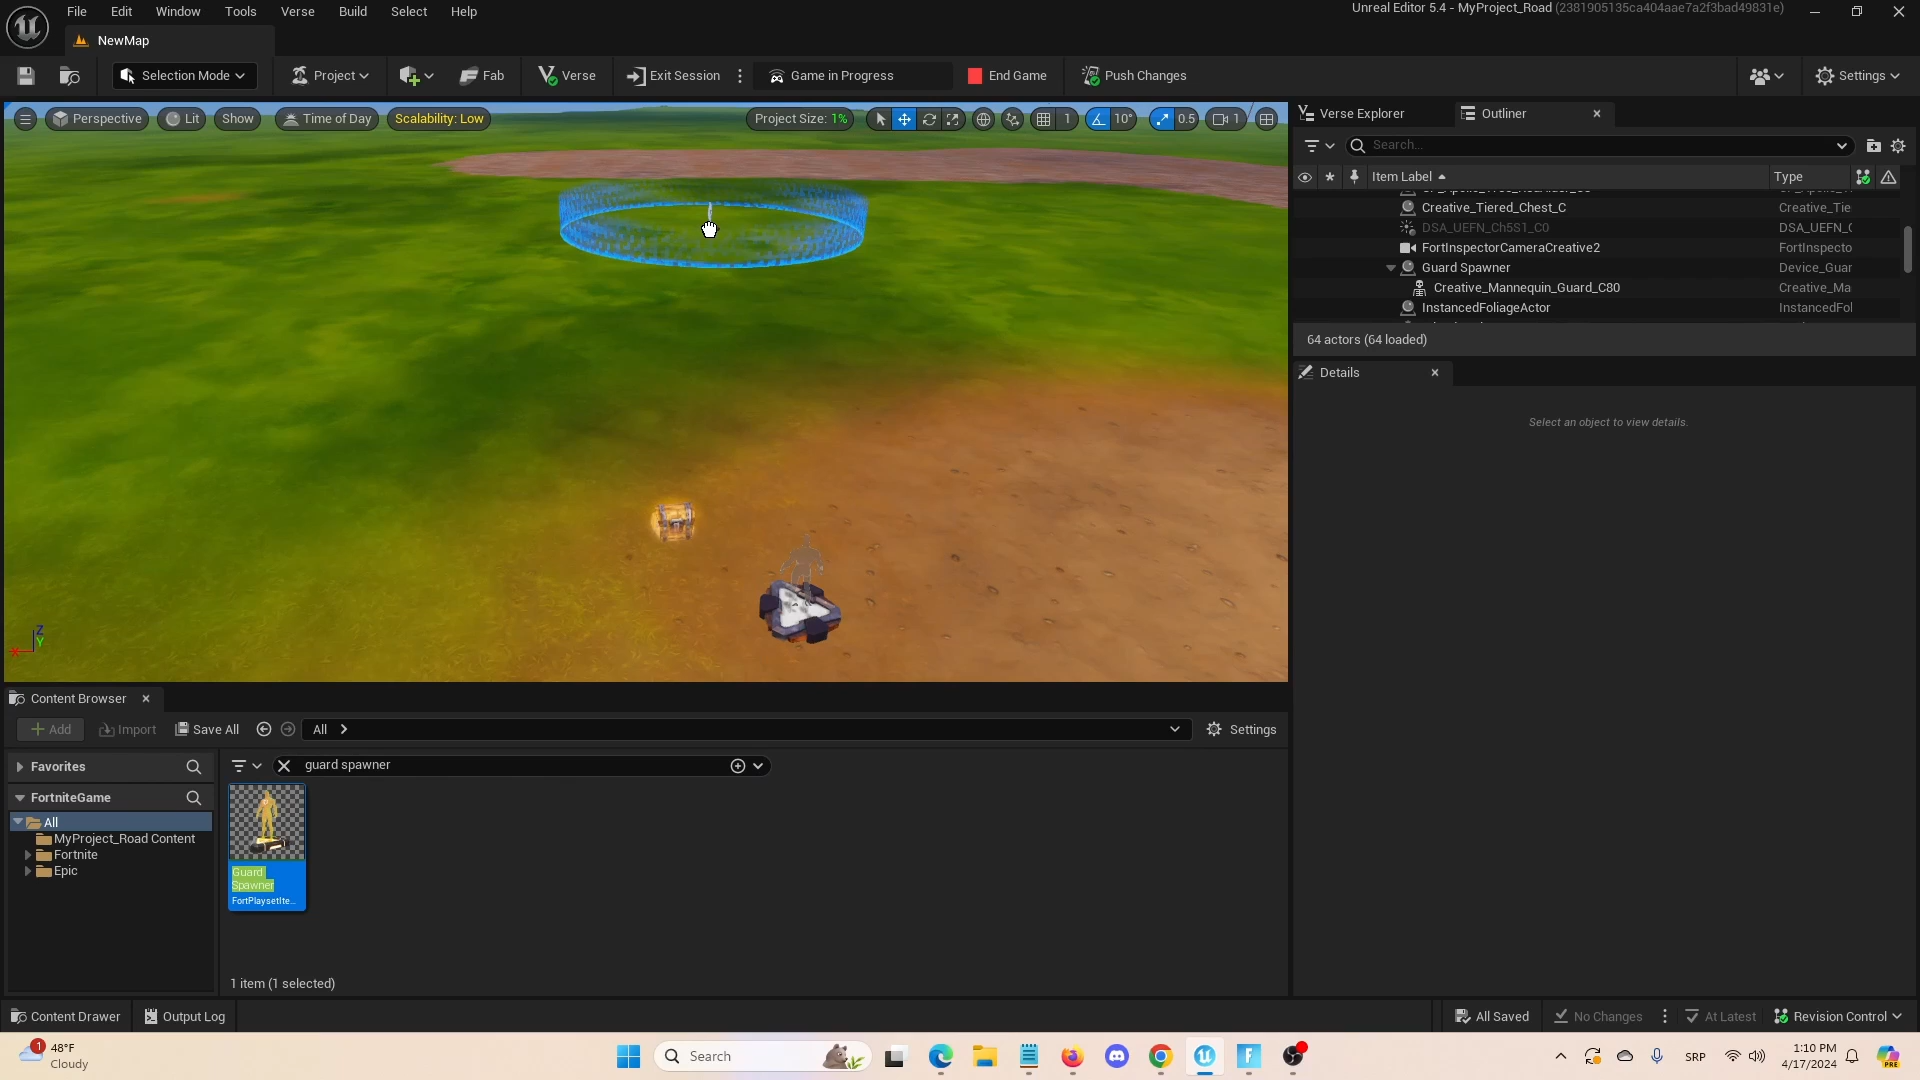 File Edit Window Tools Verse Build Select Help
Unreal Editor 5.4 - MyProject_Road (2381905135ca404aae7a2f3bad49831e)
NewMap
Selection Mode Project Fab Verse Exit Session Game in Progress End Game Push Changes Settings
Perspective Lit Show Time of Day Scalability: Low Project Size: 1% 1 10° 0.5 1
Verse Explorer Outliner
Search...
Item Label Type
Creative_Tiered_Chest_C Creative_Tie
DSA_UEFN_Ch5S1_C0 DSA_UEFN_C
FortInspectorCameraCreative2 FortInspecto
Guard Spawner Device_Guar
Creative_Mannequin_Guard_C80 Creative_Ma
InstancedFoliageActor InstancedFol
64 actors (64 loaded)
Details
Select an object to view details.
Z
Y
X
Content Browser
Add Import Save All All Settings
Favorites
guard spawner
FortniteGame
All
MyProject_Road Content
Fortnite
Epic
Guard
Spawner
FortPlaysetIte...
1 item (1 selected)
Content Drawer Output Log All Saved No Changes At Latest Revision Control
1
48°F
Cloudy
Search
SRP
1:10 PM
4/17/2024
PRE